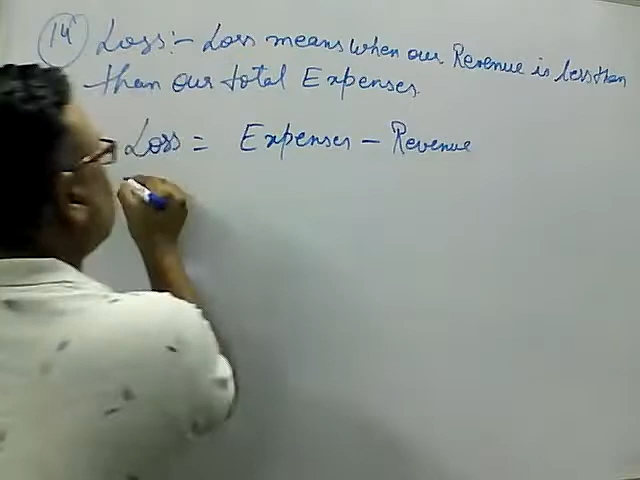 14 Loss:- Loss means when our Revenue is less than
than our total Expenses.
Loss = Expenses - Revenue